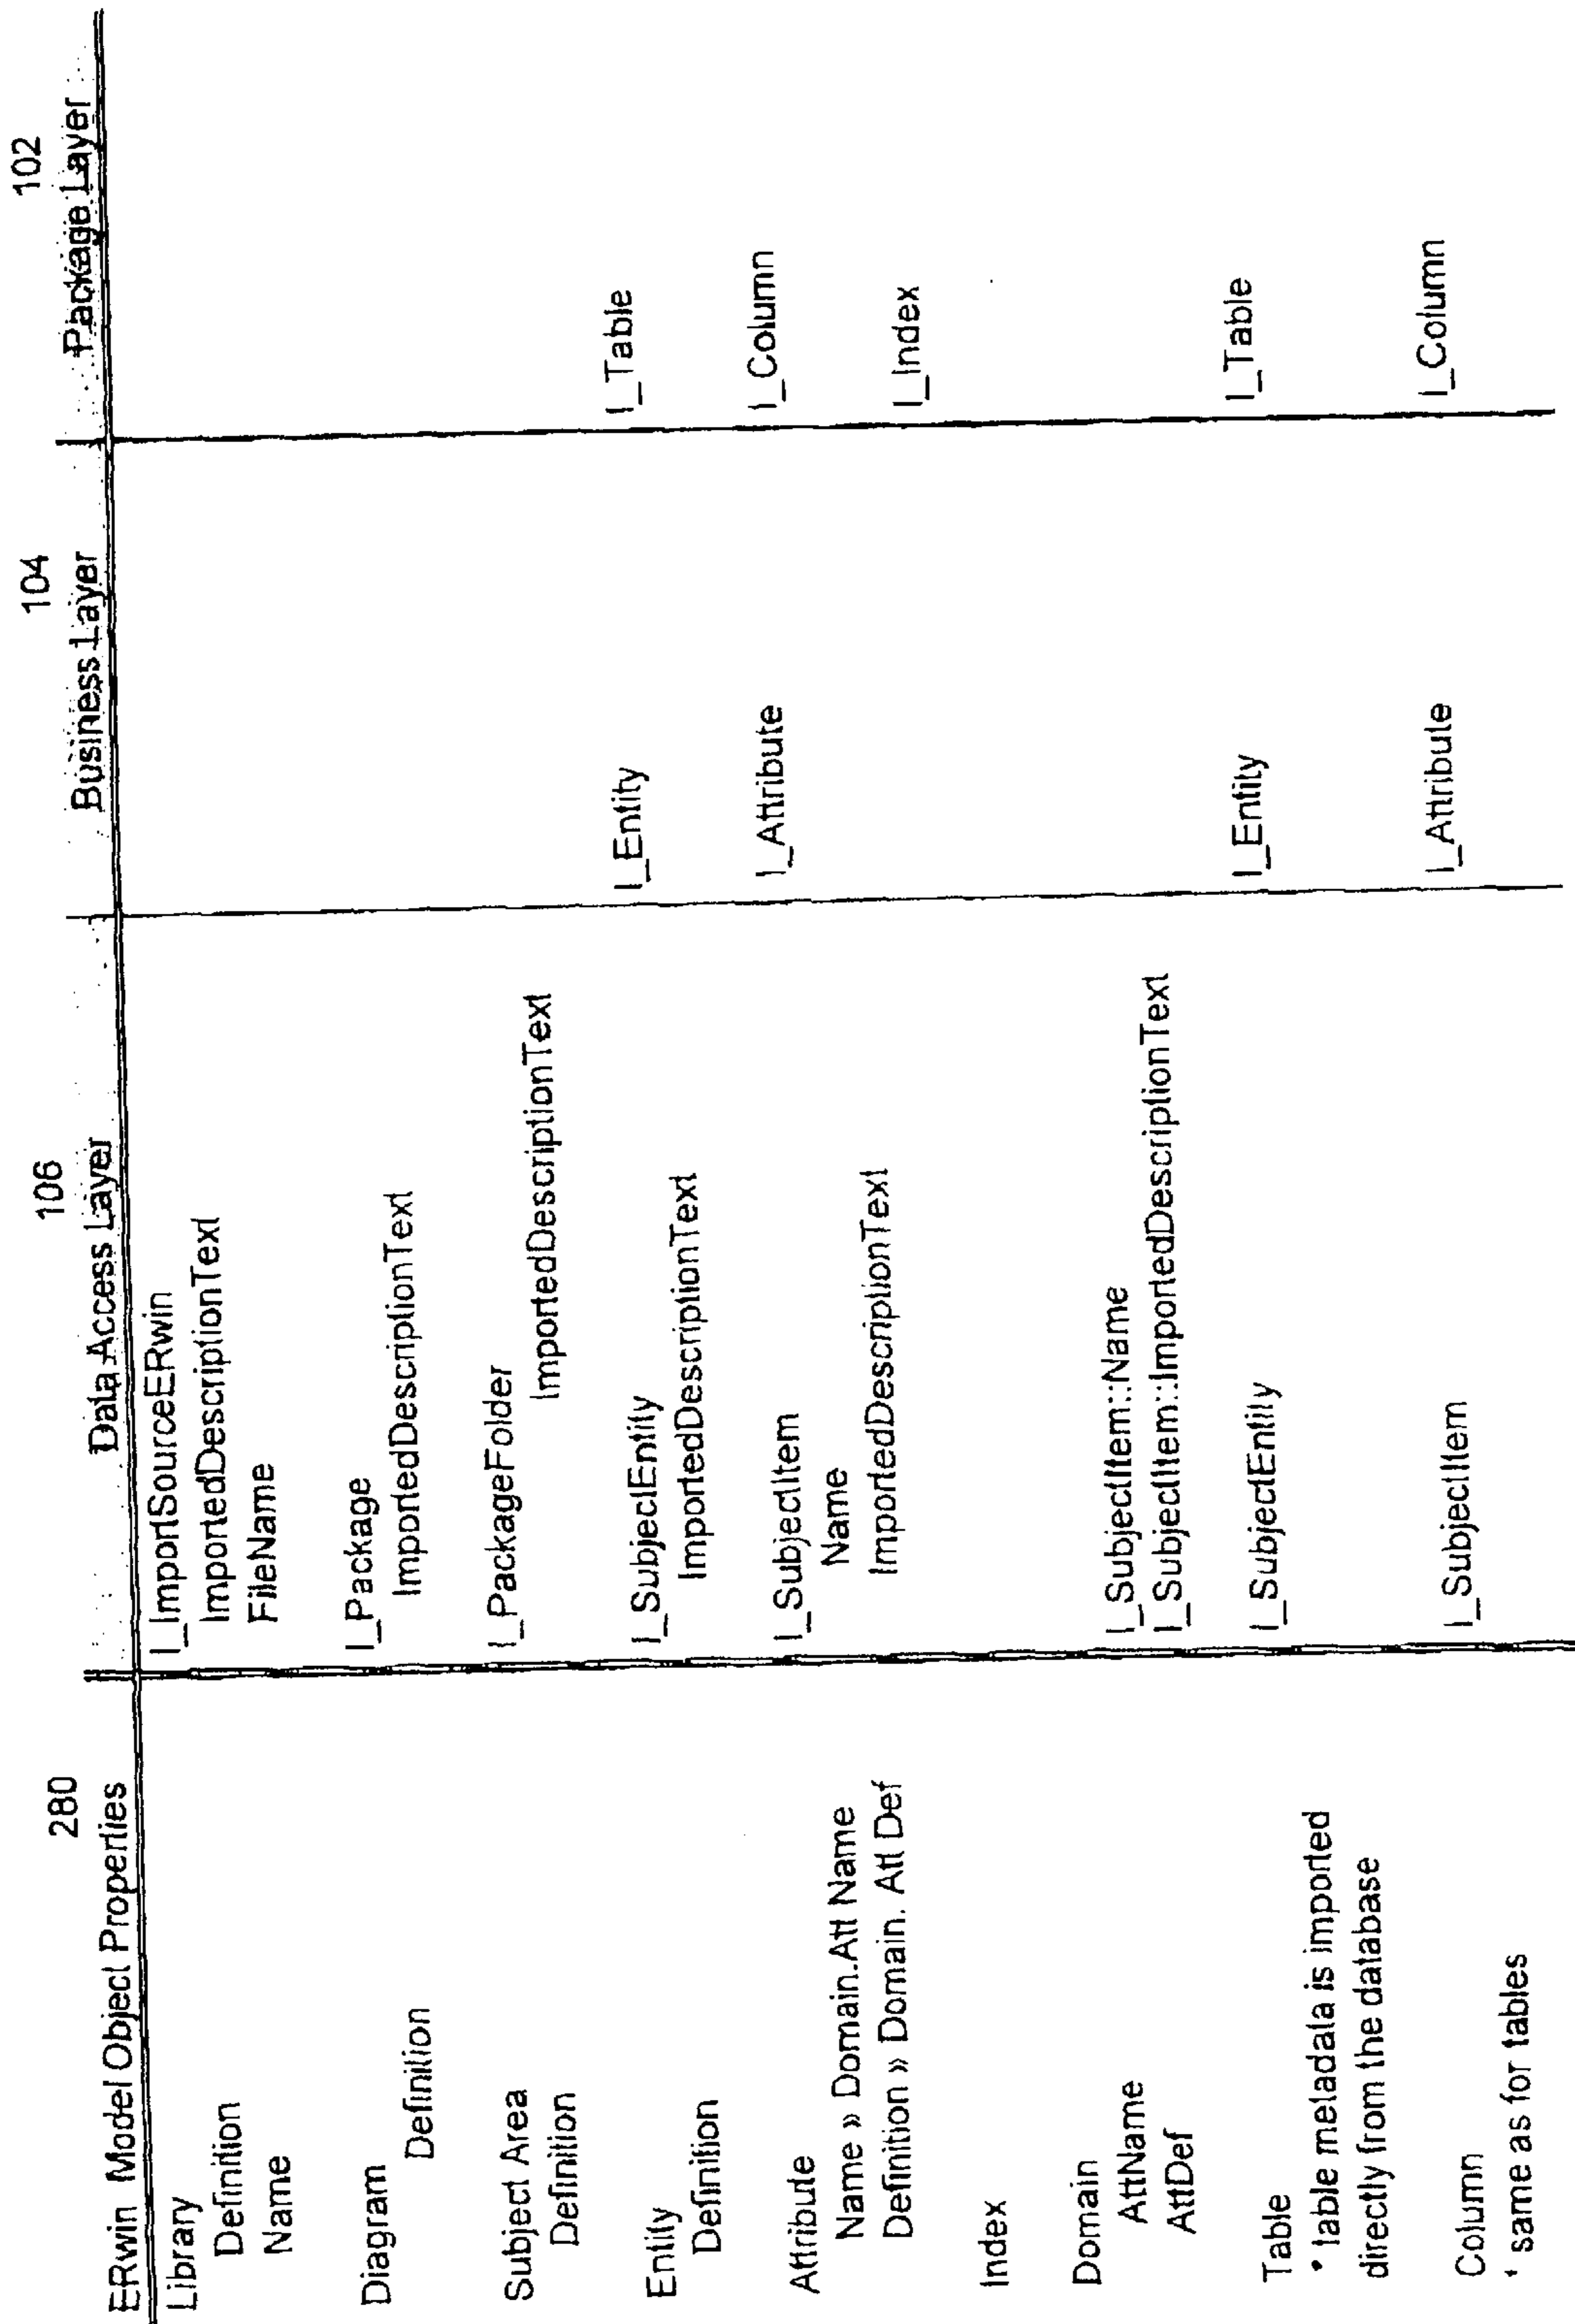 280 106 104 102
ERwin Model Object Properties Data Access Layer Business Layer Package Layer
Library I_ImportSourceERwin
Definition ImportedDescriptionText
Name FileName
Diagram I_Package
Definition ImportedDescriptionText
Subject Area I_PackageFolder
Definition ImportedDescriptionText
Entity I_SubjectEntity I_Entity I_Table
Definition ImportedDescriptionText
Attribute I_SubjectItem I_Attribute I_Column
Name » Domain.Att Name Name
Definition » Domain. Att Def ImportedDescriptionText
Index I_Index
Domain
AttName I_SubjectItem::Name
AttDef I_SubjectItem::ImportedDescriptionText
Table I_SubjectEntity I_Entity I_Table
* table metadata is imported
directly from the database
Column I_SubjectItem I_Attribute I_Column
' same as for tables